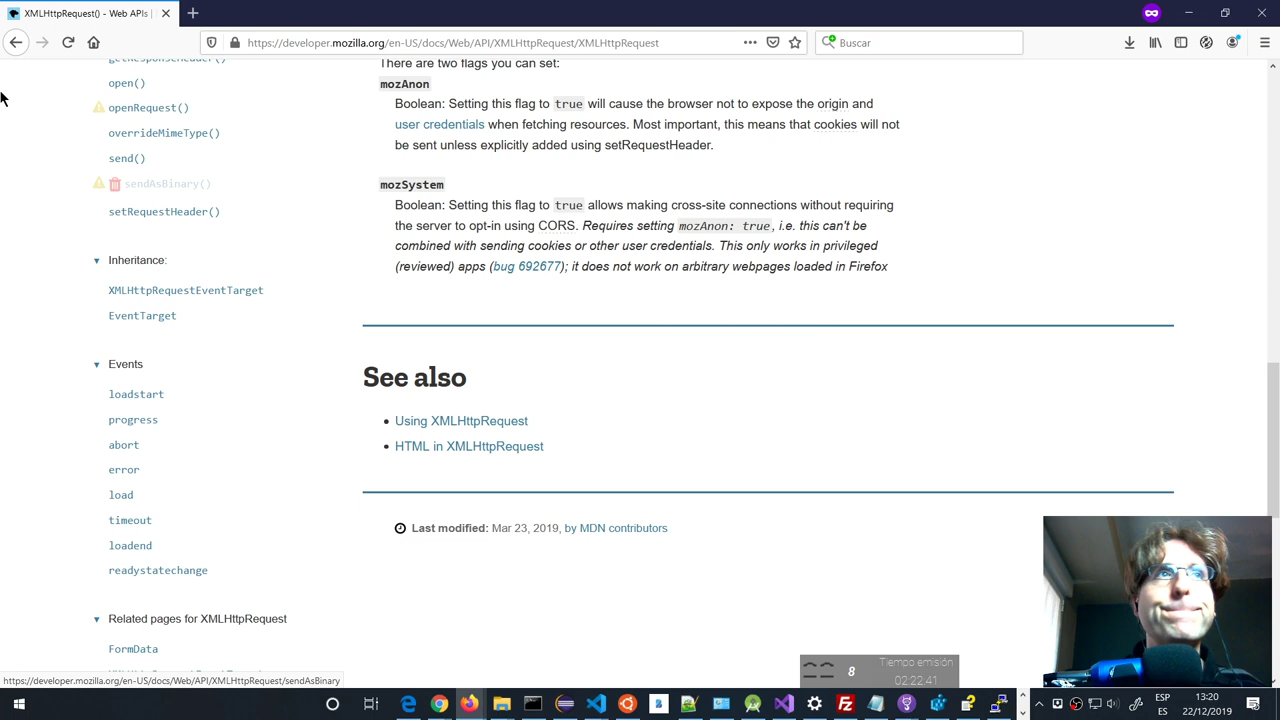 XMLHttpRequest() - Web APIs |
https://developer.mozilla.org/en-US/docs/Web/API/XMLHttpRequest/XMLHttpRequest
Buscar
getResponseHeader()
open()
openRequest()
overrideMimeType()
send()
sendAsBinary()
setRequestHeader()
Inheritance:
XMLHttpRequestEventTarget
EventTarget
Events
loadstart
progress
abort
error
load
timeout
loadend
readystatechange
Related pages for XMLHttpRequest
FormData
There are two flags you can set:
mozAnon
Boolean: Setting this flag to true will cause the browser not to expose the origin and
user credentials when fetching resources. Most important, this means that cookies will not
be sent unless explicitly added using setRequestHeader.
mozSystem
Boolean: Setting this flag to true allows making cross-site connections without requiring
the server to opt-in using CORS. Requires setting mozAnon: true, i.e. this can't be
combined with sending cookies or other user credentials. This only works in privileged
(reviewed) apps (bug 692677); it does not work on arbitrary webpages loaded in Firefox
See also
Using XMLHttpRequest
HTML in XMLHttpRequest
Last modified: Mar 23, 2019, by MDN contributors
https://developer.mozilla.org/en-US/docs/Web/API/XMLHttpRequest/sendAsBinary
8
Tiempo emisión
02:22:41
ESP
ES
13:20
22/12/2019